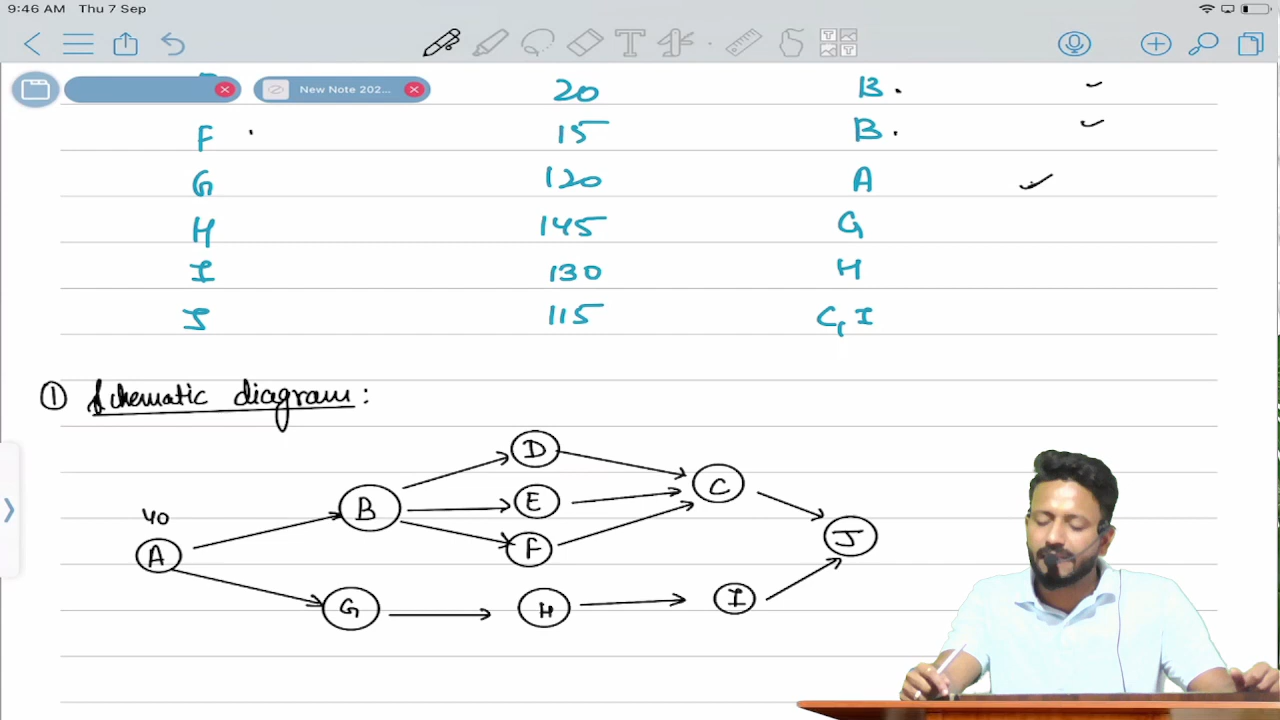 9:46 AM Thu 7 Sep
New Note 202...
20 B
F 15 B
G 120 A
H 145 G
I 130 H
J 115 C, I
① Schematic diagram:
D
C
E
B
40
J
F
A
I
G
H